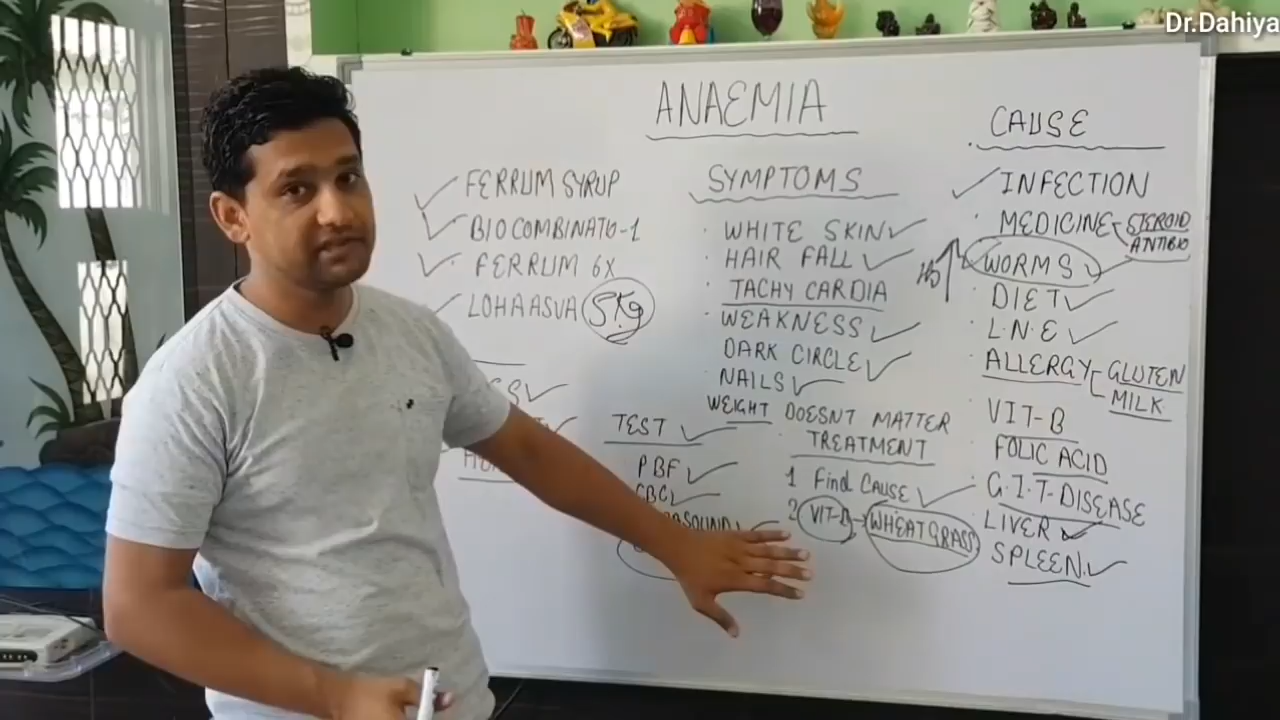 Dr.Dahiya
ANAEMIA
FERRUM SYRUP
BIOCOMBINATO-1
FERRUM 6X
LOHAASVA 5Kg
SYMPTOMS
WHITE SKIN
HAIR FALL
TACHY CARDIA
WEAKNESS
DARK CIRCLE
NAILS
WEIGHT DOESNT MATTER
TEST
PBF
CBC
TREATMENT
1 Find CAUSE
2 VIT-B WHEATGRASS
CAUSE
INFECTION
MEDICINE STEROID
ANTIBIO
Hb WORMS
DIET
L.N.E
ALLERGY GLUTEN
MILK
VIT-B
FOLIC ACID
G.I.T-DISEASE
LIVER
SPLEEN